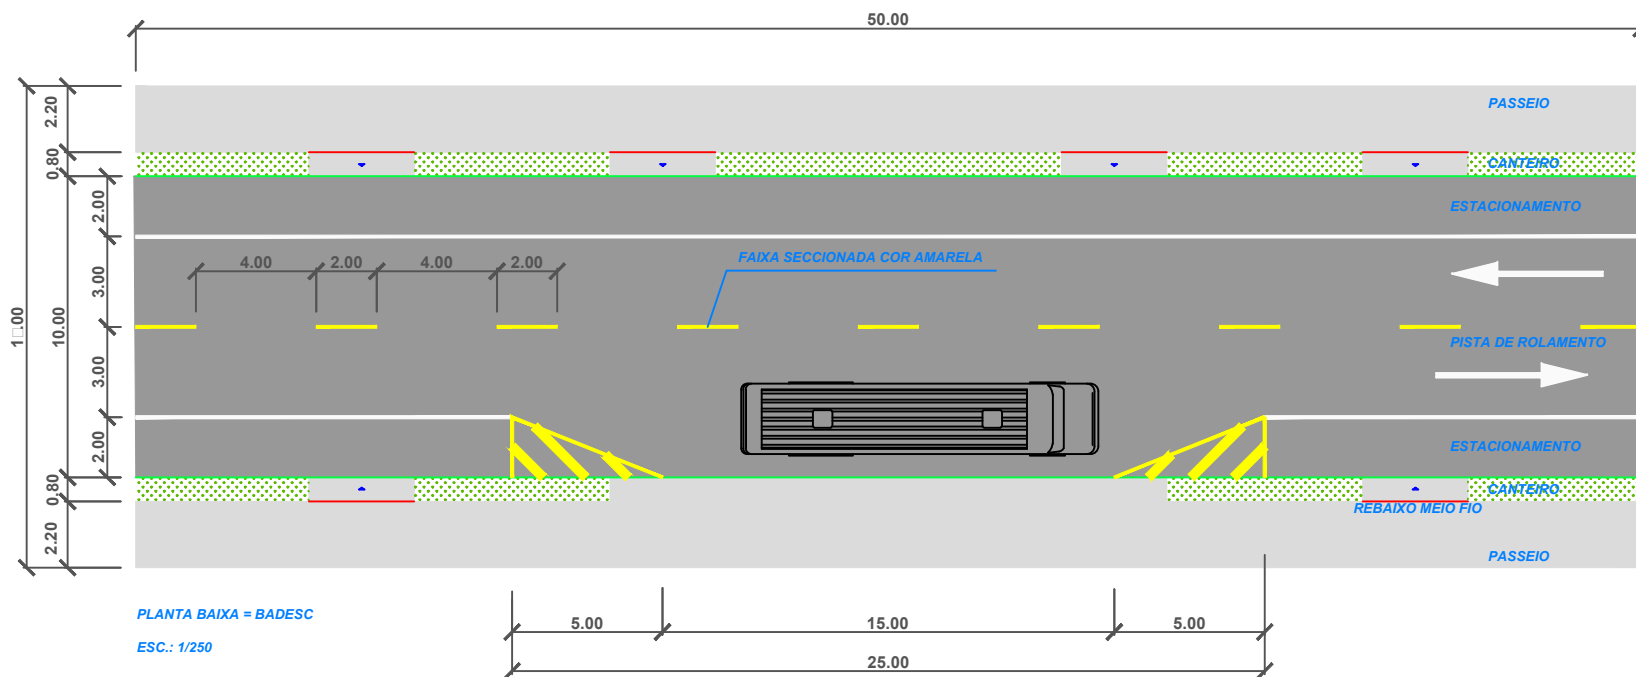 50.00
2.20
PASSEIO
0.80
CANTEIRO
2.00
ESTACIONAMENTO
FAIXA SECCIONADA COR AMARELA
4.00 2.00 4.00 2.00
3.00
10.00
PISTA DE ROLAMENTO
3.00
2.00
ESTACIONAMENTO
0.80
CANTEIRO
REBAIXO MEIO FIO
2.20
PASSEIO
PLANTA BAIXA = BADESC
ESC.: 1/250
5.00 15.00 5.00
25.00